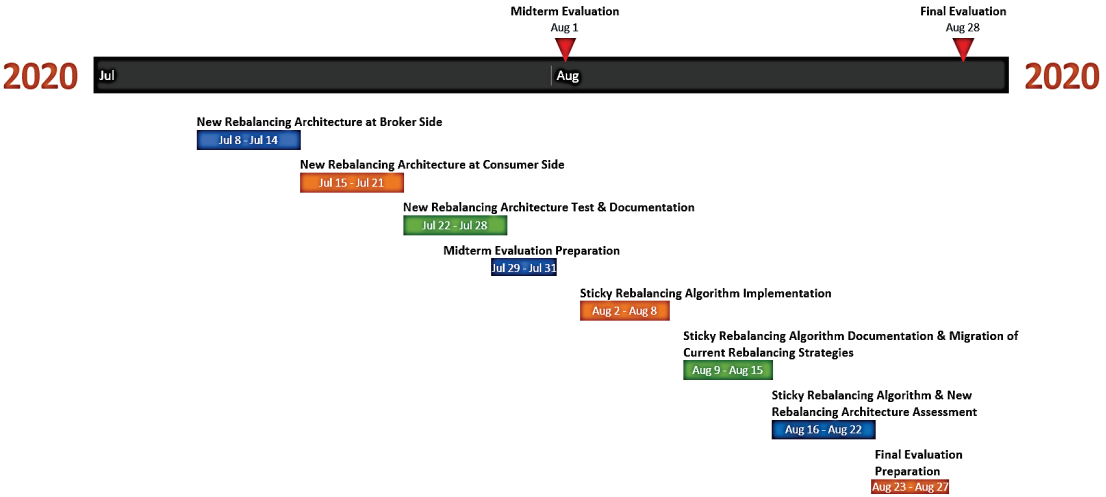 Midterm Evaluation
Aug 1
Final Evaluation
Aug 28
2020
Jul
Aug
2020
New Rebalancing Architecture at Broker Side
Jul 8 - Jul 14
New Rebalancing Architecture at Consumer Side
Jul 15 - Jul 21
New Rebalancing Architecture Test & Documentation
Jul 22 - Jul 28
Midterm Evaluation Preparation
Jul 29 - Jul 31
Sticky Rebalancing Algorithm Implementation
Aug 2 - Aug 8
Sticky Rebalancing Algorithm Documentation & Migration of
Current Rebalancing Strategies
Aug 9 - Aug 15
Sticky Rebalancing Algorithm & New
Rebalancing Architecture Assessment
Aug 16 - Aug 22
Final Evaluation
Preparation
Aug 23 - Aug 27